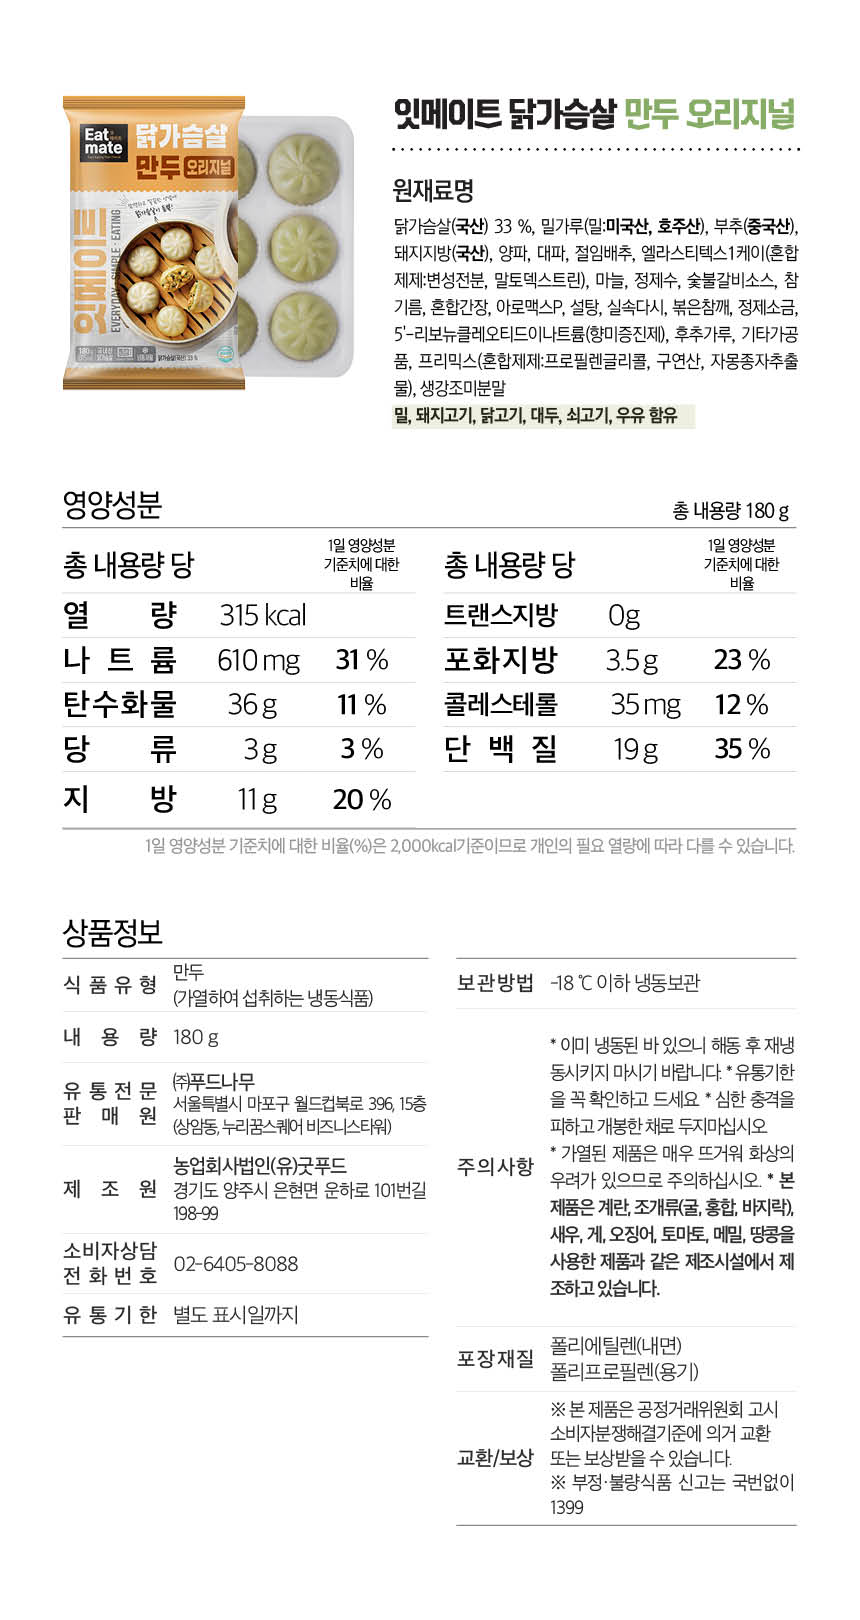 잇메이트 닭가슴살 만두 오리지널
Eat
mate
닭가슴살
만두 오리지널
잇메이트
EVERYDAY · SIMPLE · EATING
180g
닭가슴살(국산) 33 %
원재료명
닭가슴살(국산) 33 %, 밀가루(밀:미국산, 호주산), 부추(중국산),
돼지지방(국산), 양파, 대파, 절임배추, 엘라스티텍스1케이(혼합
제제:변성전분, 말토덱스트린), 마늘, 정제수, 숯불갈비소스, 참
기름, 혼합간장, 아로맥스P, 설탕, 실속다시, 볶은참깨, 정제소금,
5'-리보뉴클레오티드이나트륨(향미증진제), 후추가루, 기타가공
품, 프리믹스(혼합제제:프로필렌글리콜, 구연산, 자몽종자추출
물), 생강조미분말
밀, 돼지고기, 닭고기, 대두, 쇠고기, 우유 함유
영양성분
총 내용량 180 g
총 내용량 당 1일 영양성분 기준치에 대한 비율
열 량 315 kcal
나 트 륨 610 mg 31 %
탄수화물 36 g 11 %
당 류 3 g 3 %
지 방 11 g 20 %
총 내용량 당 1일 영양성분 기준치에 대한 비율
트랜스지방 0g
포화지방 3.5 g 23 %
콜레스테롤 35 mg 12 %
단 백 질 19 g 35 %
1일 영양성분 기준치에 대한 비율(%)은 2,000kcal기준이므로 개인의 필요 열량에 따라 다를 수 있습니다.
상품정보
식 품 유 형 만두
(가열하여 섭취하는 냉동식품)
내 용 량 180 g
유 통 전 문
판 매 원
㈜푸드나무
서울특별시 마포구 월드컵북로 396, 15층
(상암동, 누리꿈스퀘어 비즈니스타워)
제 조 원
농업회사법인(유)굿푸드
경기도 양주시 은현면 운하로 101번길
198-99
소비자상담
전 화 번 호
02-6405-8088
유 통 기 한 별도 표시일까지
보관방법 -18 ℃ 이하 냉동보관
주의사항
* 이미 냉동된 바 있으니 해동 후 재냉
동시키지 마시기 바랍니다. * 유통기한
을 꼭 확인하고 드세요. * 심한 충격을
피하고 개봉한 채로 두지마십시오.
* 가열된 제품은 매우 뜨거워 화상의
우려가 있으므로 주의하십시오. * 본
제품은 계란, 조개류(굴, 홍합, 바지락),
새우, 게, 오징어, 토마토, 메밀, 땅콩을
사용한 제품과 같은 제조시설에서 제
조하고 있습니다.
포장재질
폴리에틸렌(내면)
폴리프로필렌(용기)
교환/보상
※ 본 제품은 공정거래위원회 고시
소비자분쟁해결기준에 의거 교환
또는 보상받을 수 있습니다.
※ 부정·불량식품 신고는 국번없이
1399